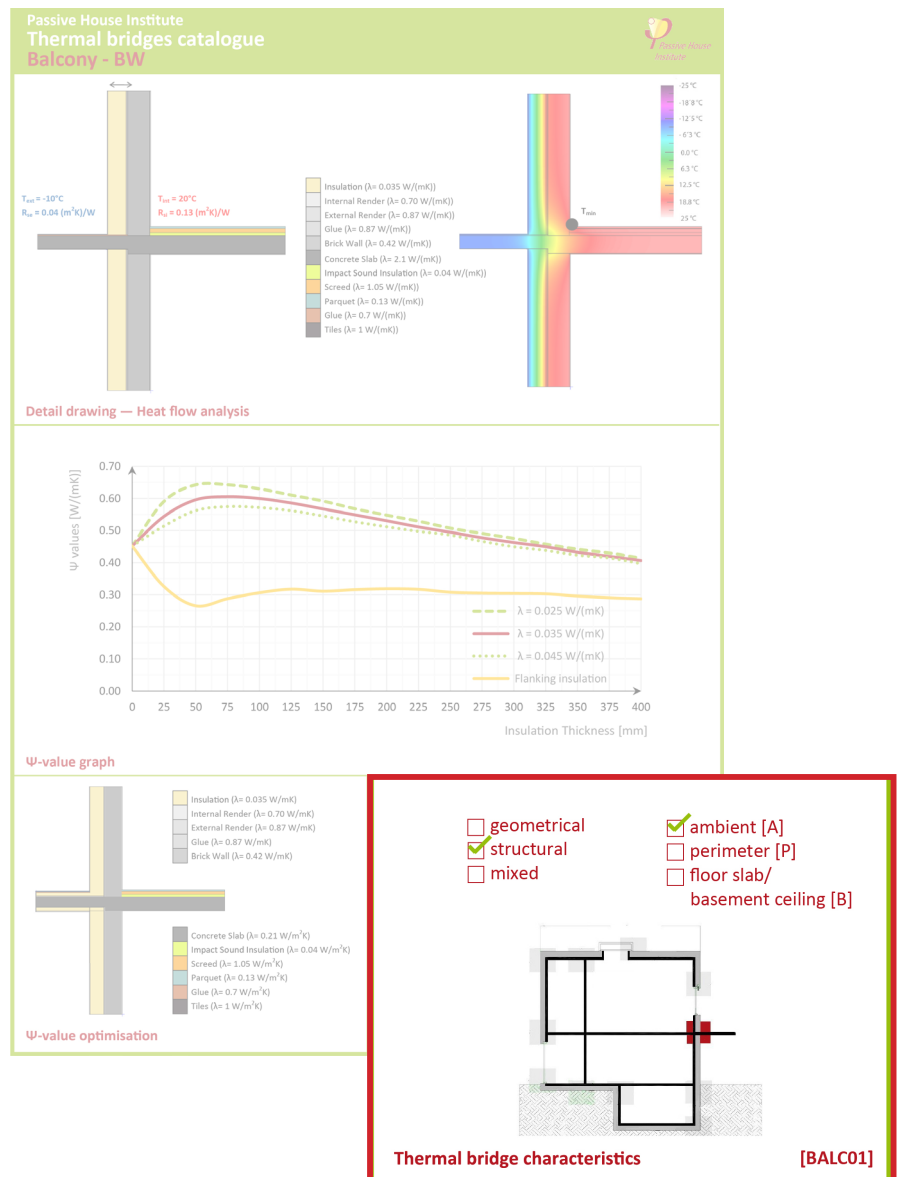 Passive House Institute
Thermal bridges catalogue
Balcony - BW
Passive House
Institute
T_ext = -10°C
R_se = 0.04 (m²K)/W
T_int = 20°C
R_si = 0.13 (m²K)/W
Insulation (λ= 0.035 W/(mK))
Internal Render (λ= 0.70 W/(mK))
External Render (λ= 0.87 W/(mK))
Glue (λ= 0.87 W/(mK))
Brick Wall (λ= 0.42 W/(mK))
Concrete Slab (λ= 2.1 W/(mK))
Impact Sound Insulation (λ= 0.04 W/(mK))
Screed (λ= 1.05 W/(mK))
Parquet (λ= 0.13 W/(mK))
Glue (λ= 0.7 W/(mK))
Tiles (λ= 1 W/(mK))
T_min
-25 °C
-18´8 °C
-12´5 °C
-6´3 °C
0.0 °C
6.3 °C
12.5 °C
18.8 °C
25 °C
Detail drawing — Heat flow analysis
Ψ values [W/(mK)]
0.70
0.60
0.50
0.40
0.30
0.20
0.10
0.00
0 25 50 75 100 125 150 175 200 225 250 275 300 325 350 375 400
Insulation Thickness [mm]
λ = 0.025 W/(mK)
λ = 0.035 W/(mK)
λ = 0.045 W/(mK)
Flanking insulation
Ψ-value graph
Insulation (λ= 0.035 W/mK)
Internal Render (λ= 0.70 W/mK)
External Render (λ= 0.87 W/mK)
Glue (λ= 0.87 W/mK)
Brick Wall (λ= 0.42 W/mK)
Concrete Slab (λ= 0.21 W/m²K)
Impact Sound Insulation (λ= 0.04 W/m²K)
Screed (λ= 1.05 W/m²K)
Parquet (λ= 0.13 W/m²K)
Glue (λ= 0.7 W/m²K)
Tiles (λ= 1 W/m²K)
Ψ-value optimisation
geometrical
structural
mixed
ambient [A]
perimeter [P]
floor slab/
basement ceiling [B]
Thermal bridge characteristics
[BALC01]